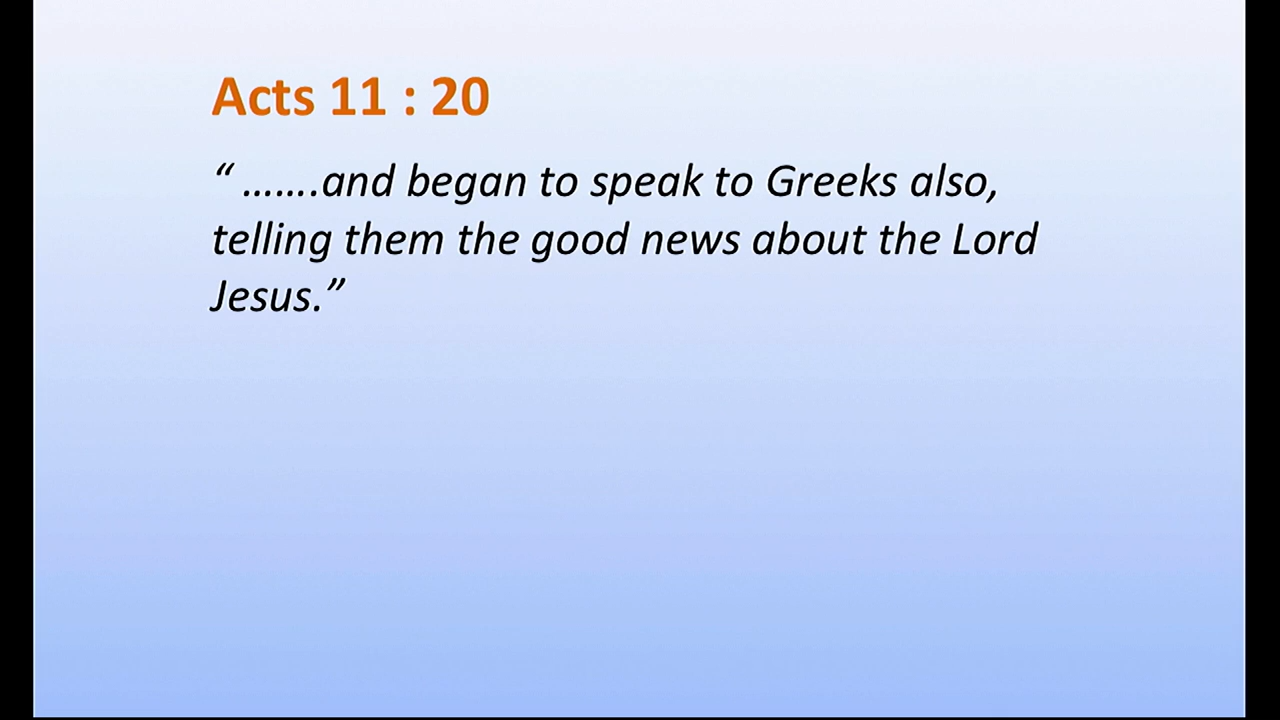 Acts 11 : 20
“ …….and began to speak to Greeks also,
telling them the good news about the Lord
Jesus.”